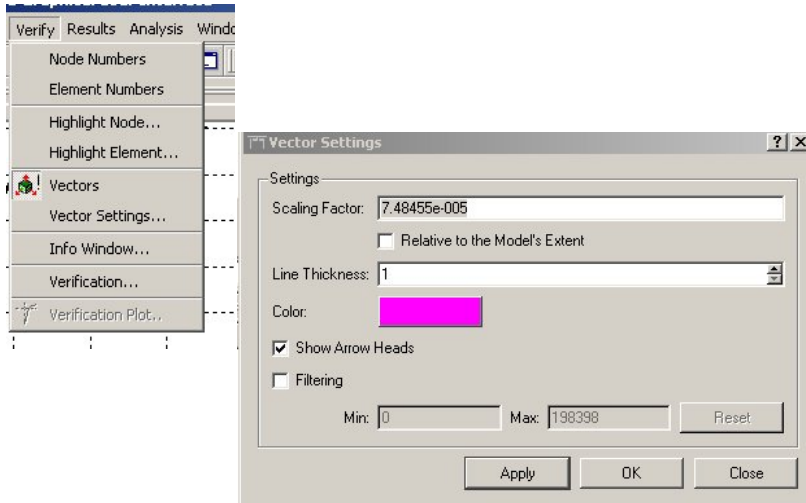 Verify Results Analysis
Node Numbers
Element Numbers
Highlight Node...
Highlight Element...
Vectors
Vector Settings...
Info Window...
Verification...
Verification Plot..
Vector Settings
Settings
Scaling Factor: 7.48455e-005
Relative to the Model's Extent
Line Thickness: 1
Color:
Show Arrow Heads
Filtering
Min: 0 Max: 198398 Reset
Apply OK Close